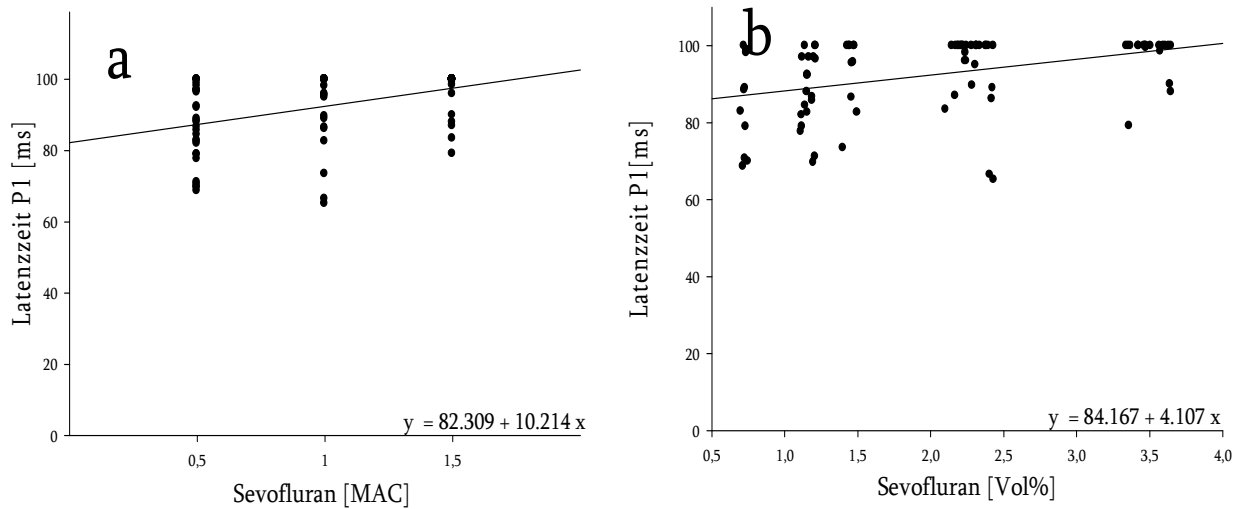 a
Latenzzeit P1 [ms]
100
80
60
40
20
0
y = 82.309 + 10.214 x
0,5
1
1,5
Sevofluran [MAC]
b
Latenzzeit P1[ms]
100
80
60
40
20
0
y = 84.167 + 4.107 x
0,5
1,0
1,5
2,0
2,5
3,0
3,5
4,0
Sevofluran [Vol%]